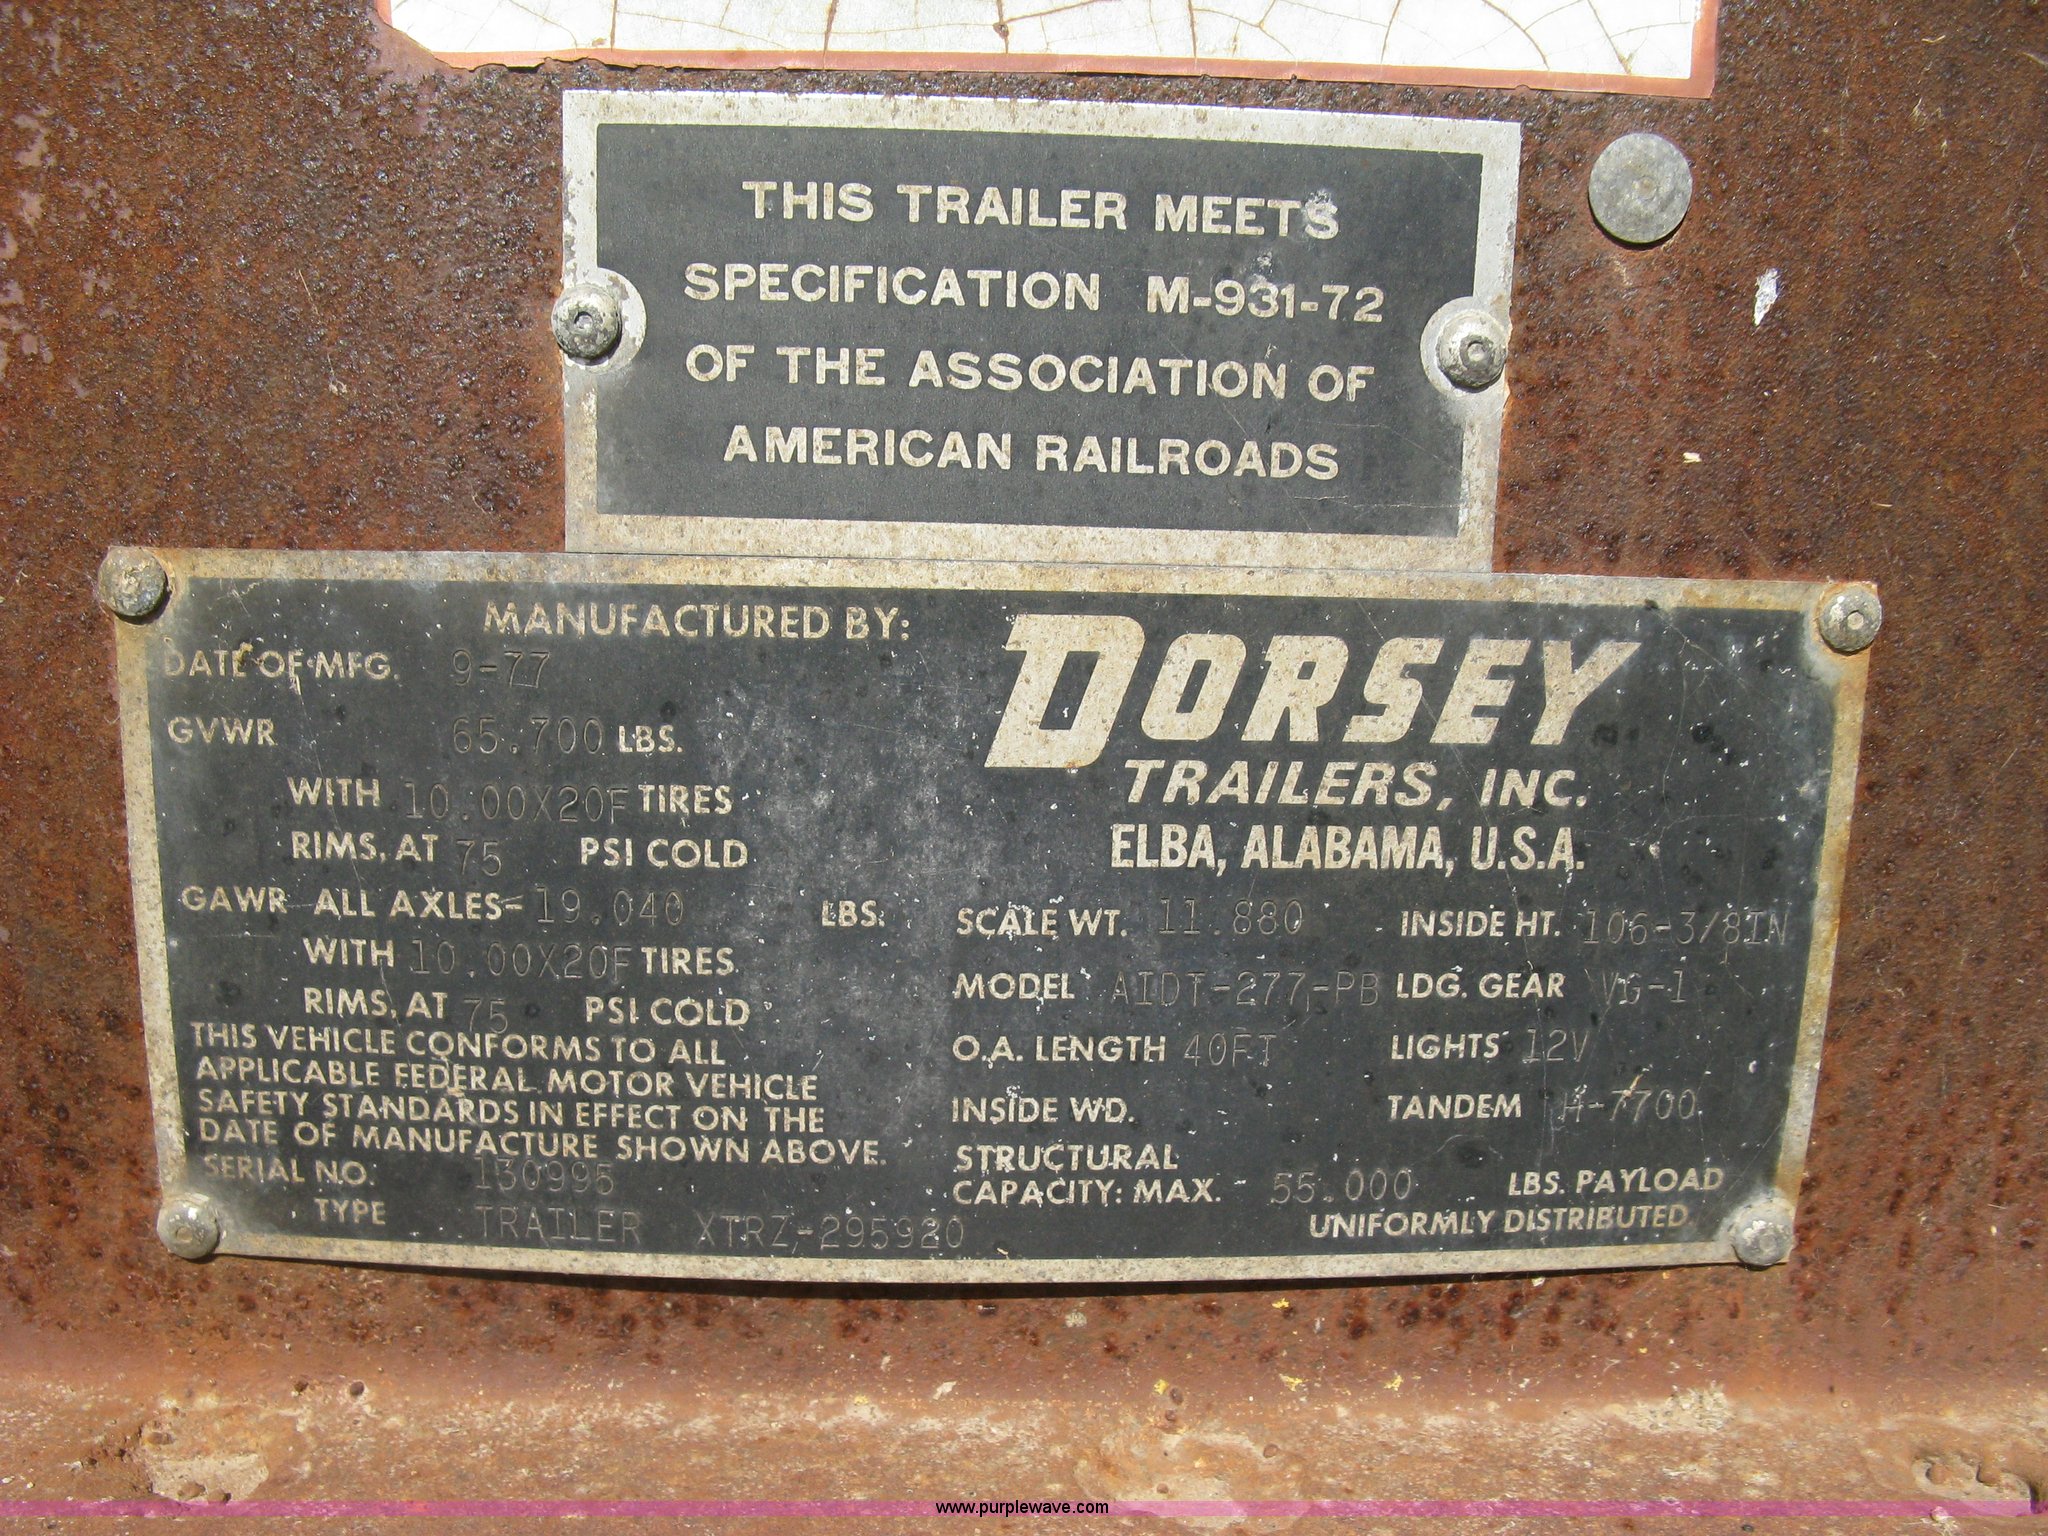 THIS TRAILER MEETS
SPECIFICATION M-931-72
OF THE ASSOCIATION OF
AMERICAN RAILROADS
MANUFACTURED BY:
DORSEY
TRAILERS, INC.
ELBA, ALABAMA, U.S.A.
DATE OF MFG. 9-77
GVWR 65.700 LBS.
WITH 10.00X20F TIRES
RIMS, AT 75 PSI COLD
GAWR ALL AXLES- 19.040 LBS.
WITH 10.00X20F TIRES
RIMS, AT 75 PSI COLD
THIS VEHICLE CONFORMS TO ALL
APPLICABLE FEDERAL MOTOR VEHICLE
SAFETY STANDARDS IN EFFECT ON THE
DATE OF MANUFACTURE SHOWN ABOVE.
SERIAL NO. 130995
TYPE TRAILER XTRZ-295920
SCALE WT. 11.880 INSIDE HT. 106-3/8IN
MODEL AIDT-277-PB LDG. GEAR VG-1
O.A. LENGTH 40FT LIGHTS 12V
INSIDE WD. TANDEM H-7700
STRUCTURAL
CAPACITY: MAX. - 55.000 LBS. PAYLOAD
UNIFORMLY DISTRIBUTED.
www.purplewave.com